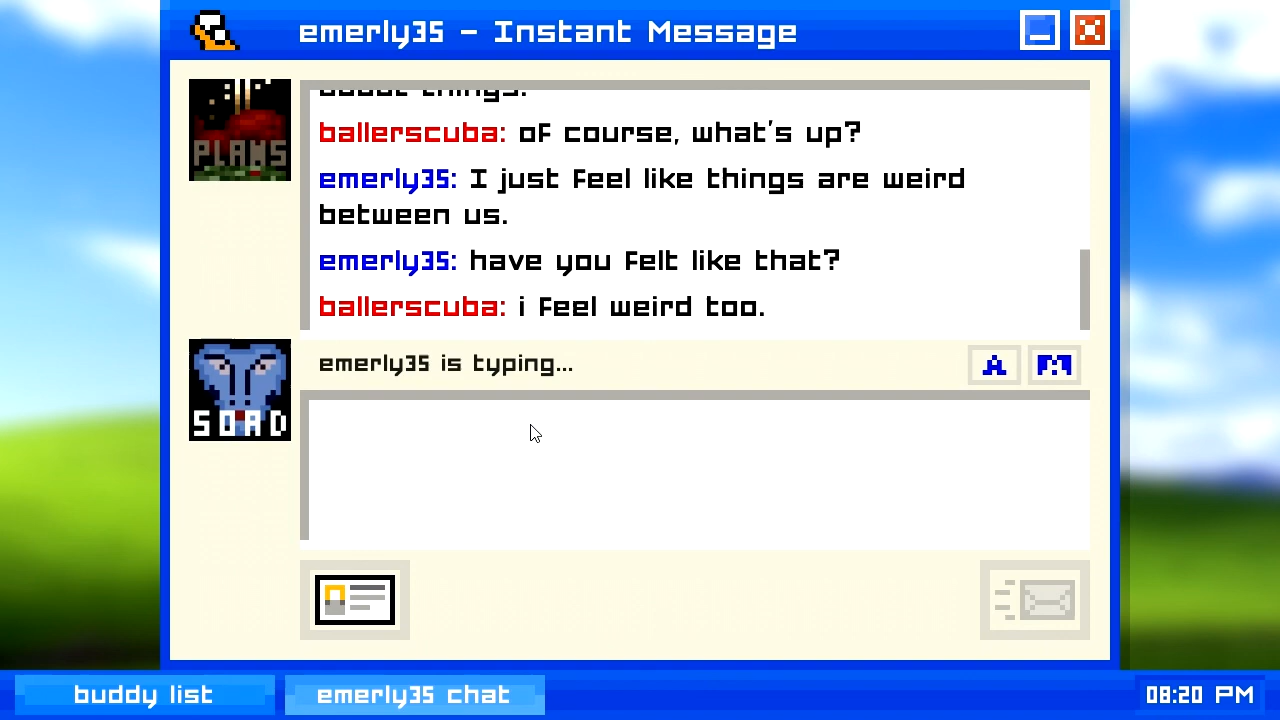 emerly35 - Instant Message
PLANS
things.
ballerscuba: of course, what's up?
emerly35: I just feel like things are weird
between us.
emerly35: have you felt like that?
ballerscuba: i feel weird too.
SOAD
emerly35 is typing...
A
buddy list
emerly35 chat
08:20 PM